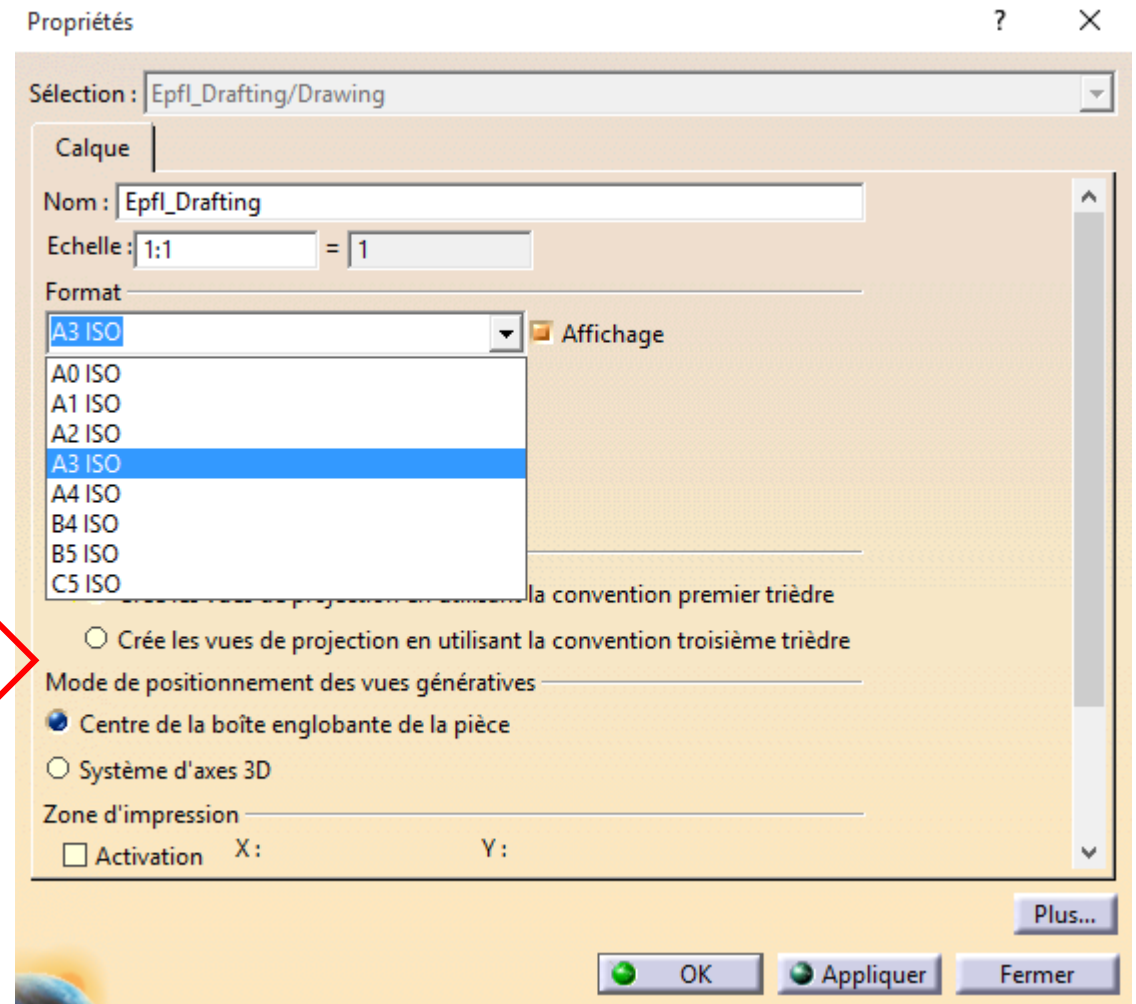 Propriétés ?
Sélection : Epfl_Drafting/Drawing
Calque
Nom : Epfl_Drafting
Echelle : 1:1 = 1
Format
A3 ISO Affichage
A0 ISO
A1 ISO
A2 ISO
A3 ISO
A4 ISO
B4 ISO
B5 ISO
C5 ISO
la convention premier trièdre
Crée les vues de projection en utilisant la convention troisième trièdre
Mode de positionnement des vues génératives
Centre de la boîte englobante de la pièce
Système d'axes 3D
Zone d'impression
Activation X : Y :
Plus...
OK Appliquer Fermer